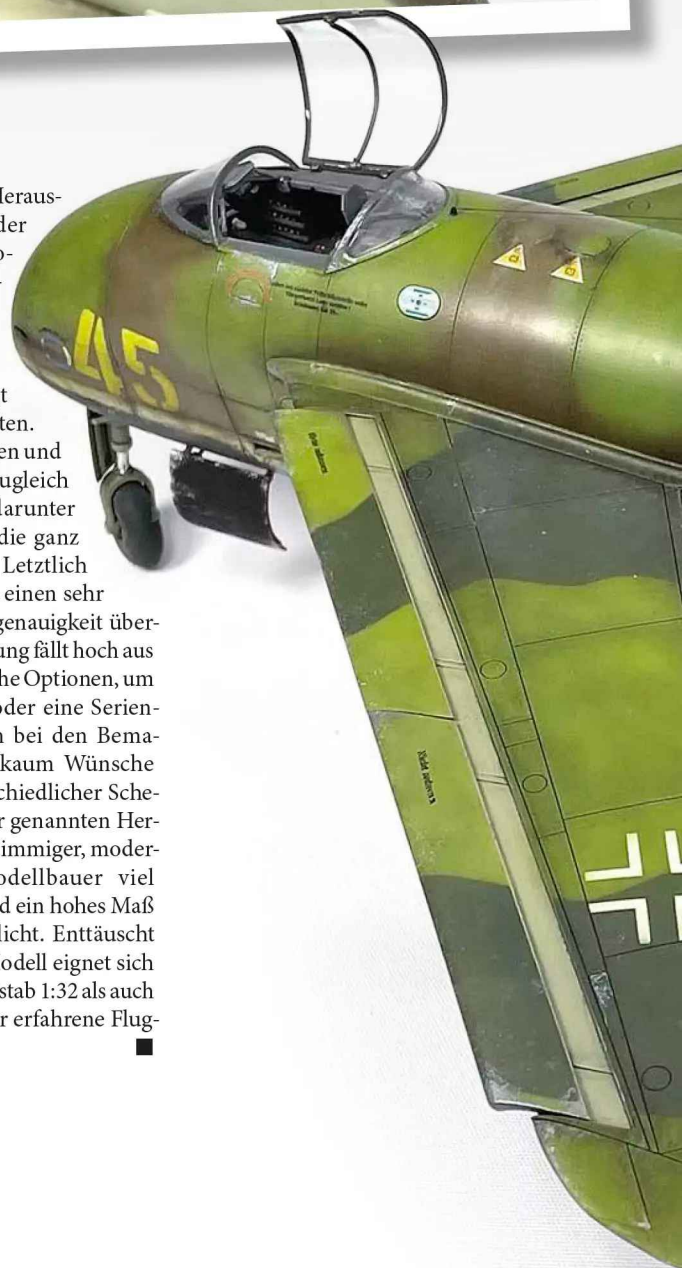 Heraus-
der
o-
-
t
ten.
en und
ugleich
darunter
die ganz
Letztlich
einen sehr
genauigkeit über-
ung fällt hoch aus
he Optionen, um
oder eine Serien-
n bei den Bema-
kaum Wünsche
chiedlicher Sche-
r genannten Her-
immiger, moder-
odellbauer viel
d ein hohes Maß
licht. Enttäuscht
Modell eignet sich
stab 1:32 als auch
r erfahrene Flug-
45